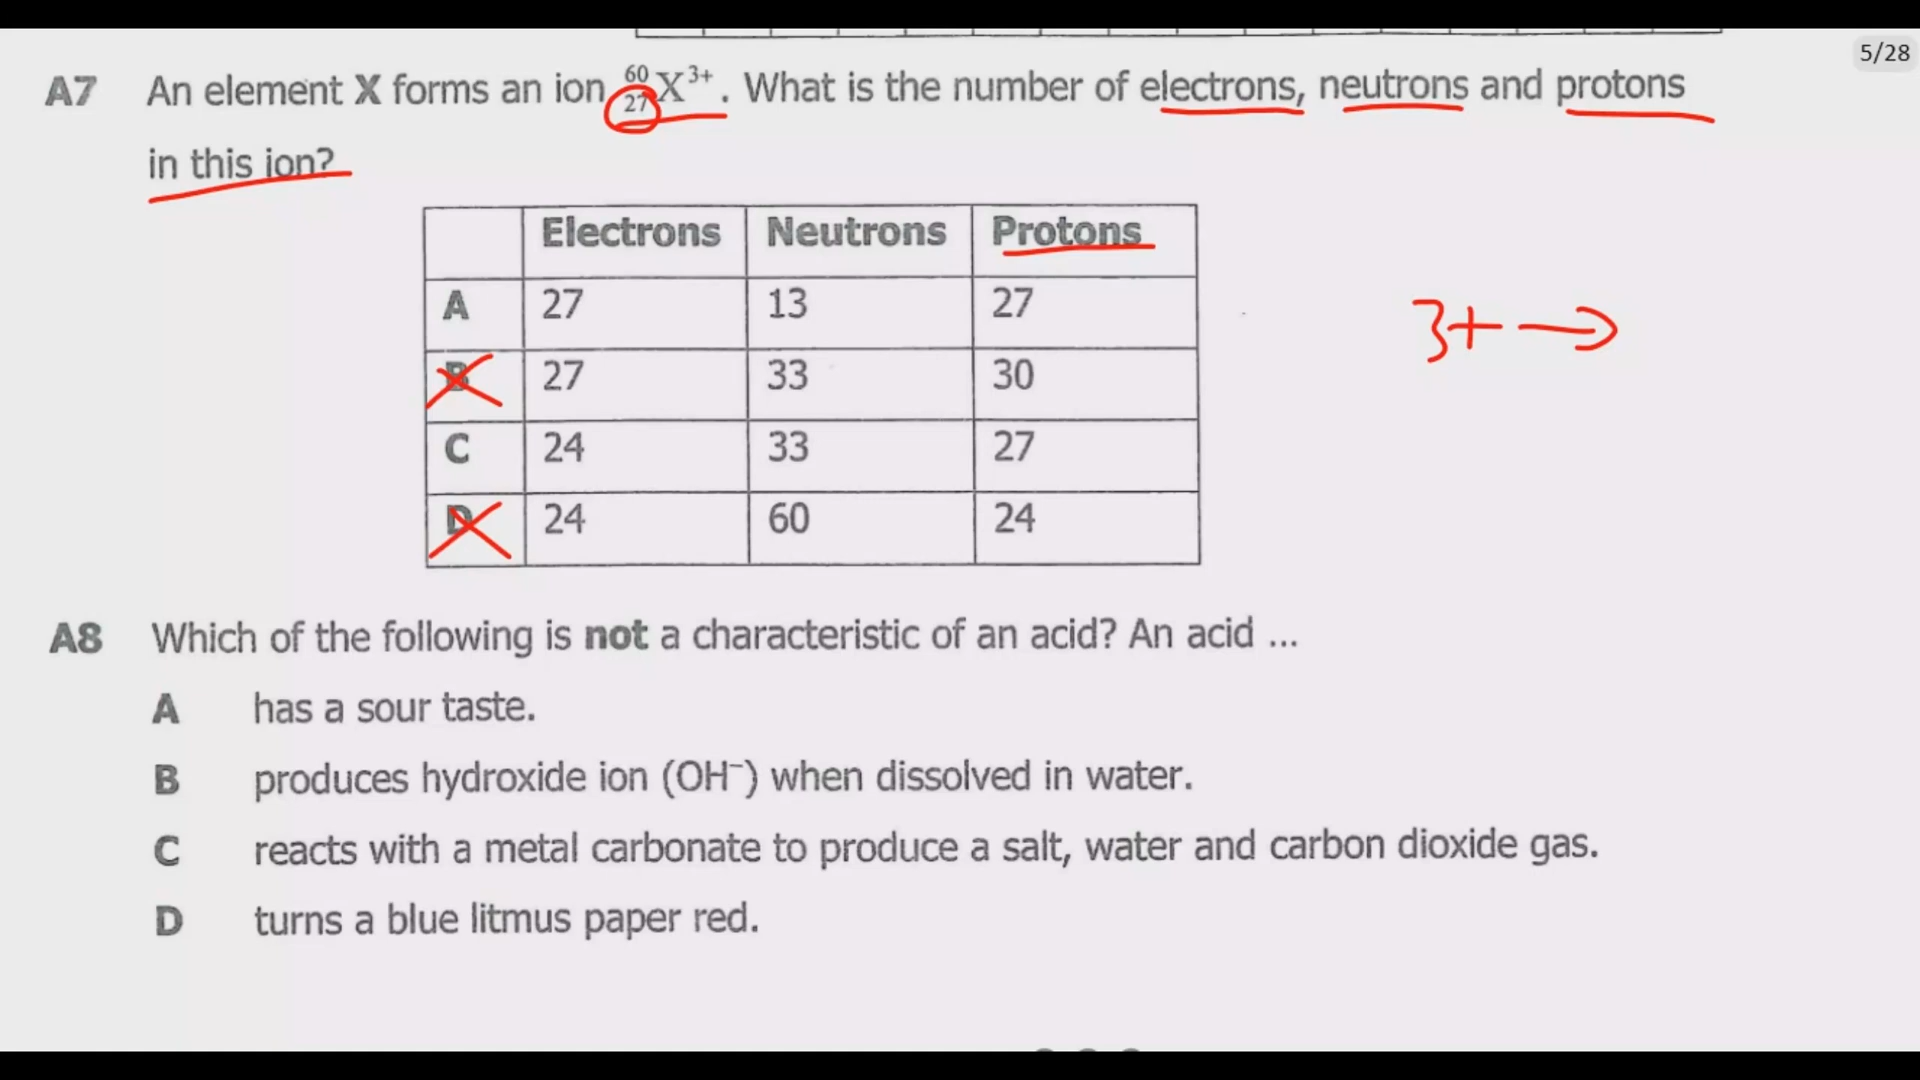 5/28
A7 An element X forms an ion ⁶⁰₂₇X³⁺. What is the number of electrons, neutrons and protons
in this ion?
Electrons Neutrons Protons
A 27 13 27
3+ →
B 27 33 30
C 24 33 27
D 24 60 24
A8 Which of the following is not a characteristic of an acid? An acid ...
A has a sour taste.
B produces hydroxide ion (OH⁻) when dissolved in water.
C reacts with a metal carbonate to produce a salt, water and carbon dioxide gas.
D turns a blue litmus paper red.